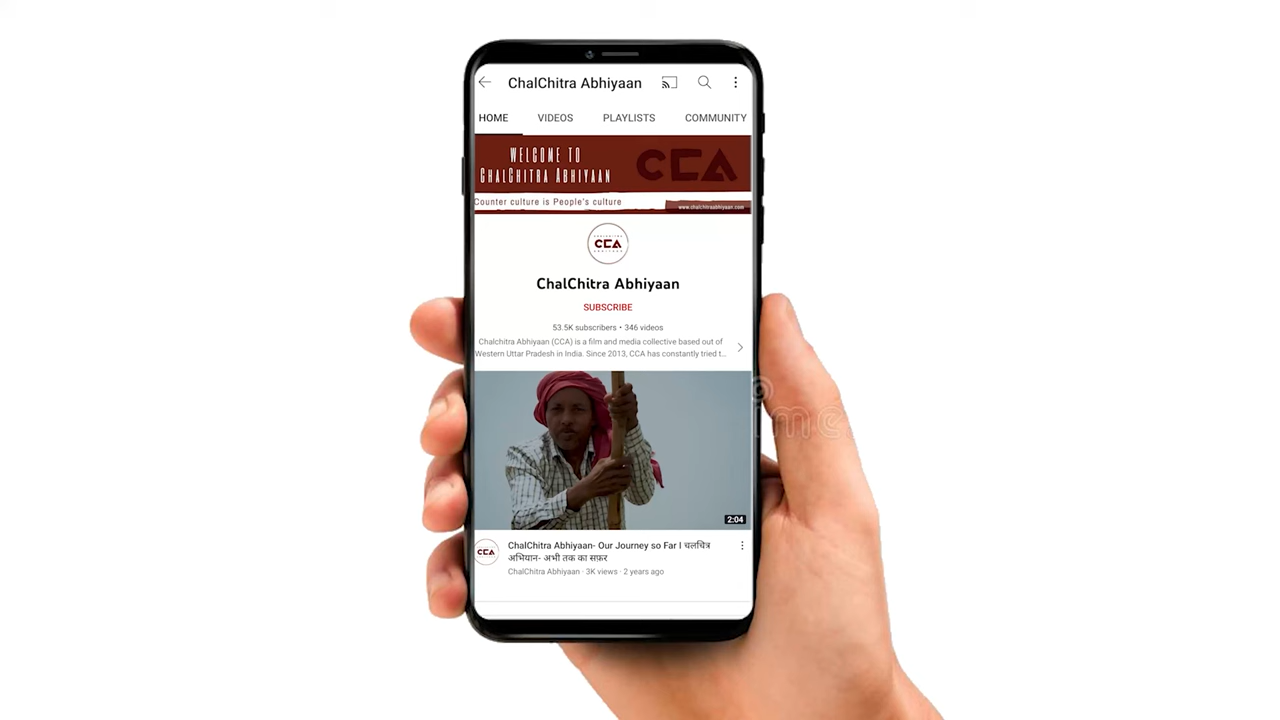 ChalChitra Abhiyaan
HOME VIDEOS PLAYLISTS COMMUNITY
WELCOME TO
CHALCHITRA ABHIYAAN
CCA
Counter culture is People's culture
www.chalchitraabhiyaan.com
CHALCHITRA
CCA
ABHIYAAN
ChalChitra Abhiyaan
SUBSCRIBE
53.5K subscribers • 346 videos
Chalchitra Abhiyaan (CCA) is a film and media collective based out of
Western Uttar Pradesh in India. Since 2013, CCA has constantly tried t...
2:04
CCA
ChalChitra Abhiyaan- Our Journey so Far I चलचित्र
अभियान- अभी तक का सफ़र
ChalChitra Abhiyaan · 3K views · 2 years ago